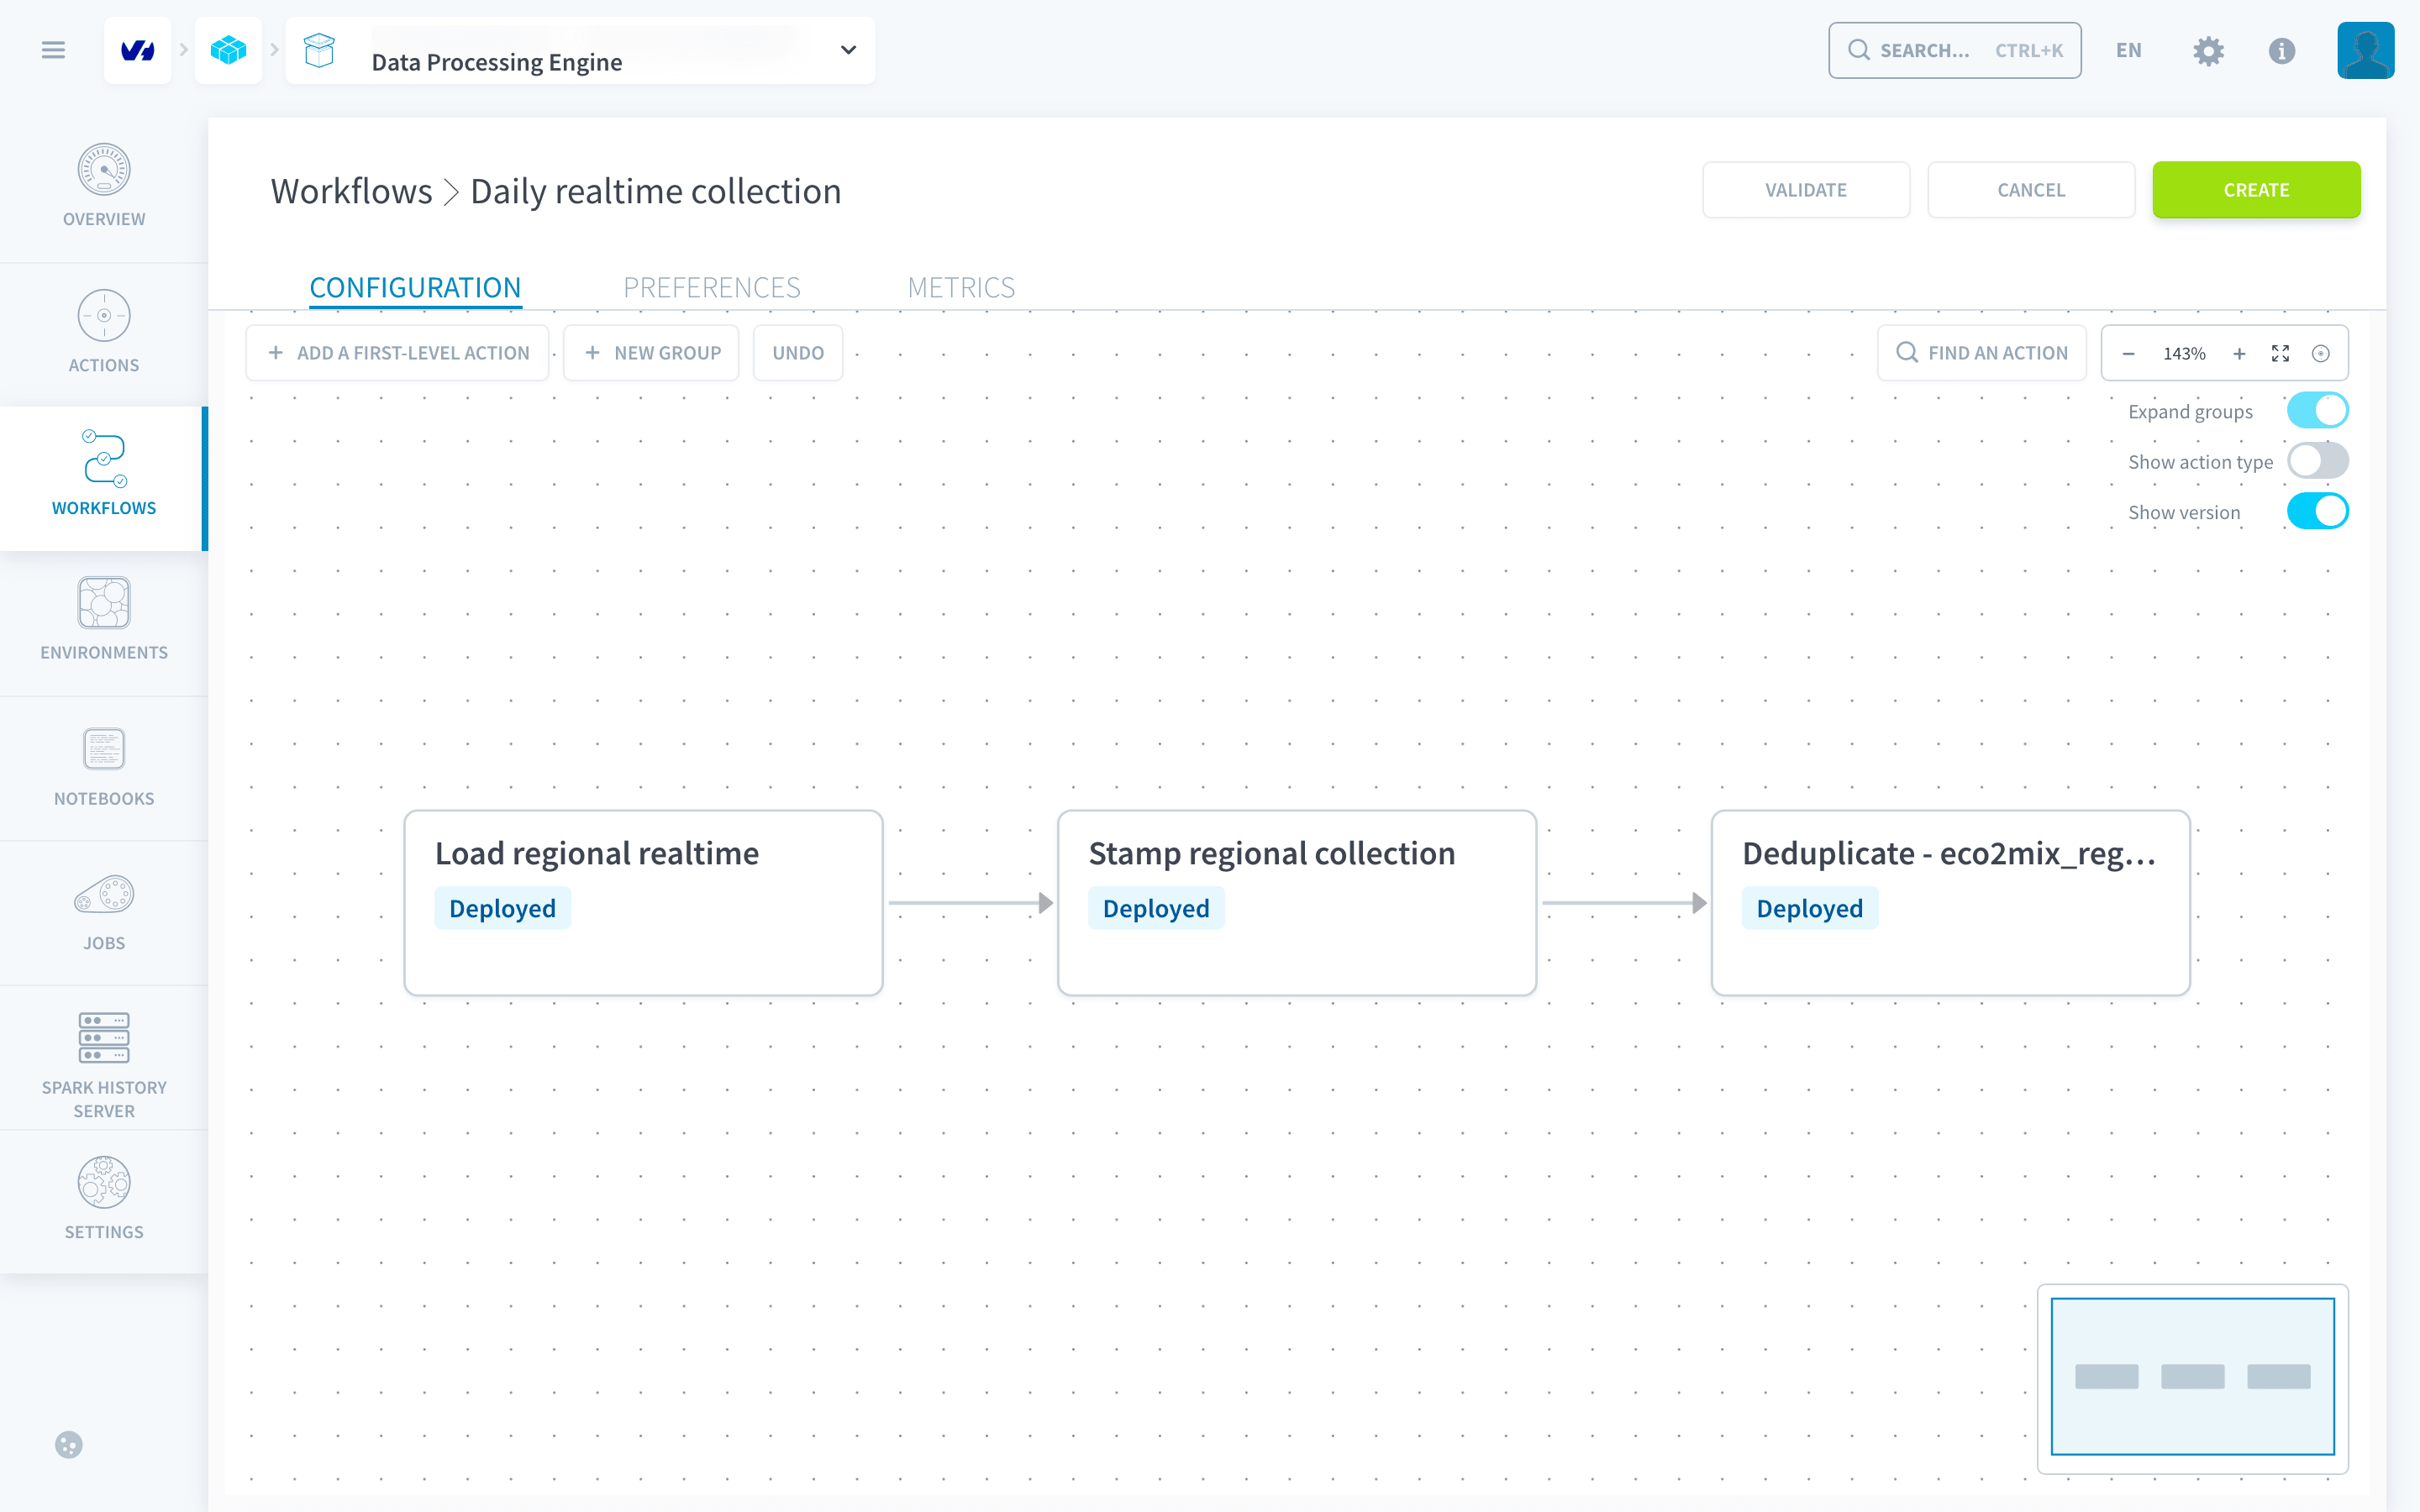 Data Processing Engine
SEARCH... CTRL+K
EN
OVERVIEW
ACTIONS
WORKFLOWS
ENVIRONMENTS
NOTEBOOKS
JOBS
SPARK HISTORY
SERVER
SETTINGS
Workflows > Daily realtime collection
VALIDATE
CANCEL
CREATE
CONFIGURATION
PREFERENCES
METRICS
+ ADD A FIRST-LEVEL ACTION
+ NEW GROUP
UNDO
FIND AN ACTION
− 143% +
Expand groups
Show action type
Show version
Load regional realtime
Deployed
Stamp regional collection
Deployed
Deduplicate - eco2mix_reg...
Deployed